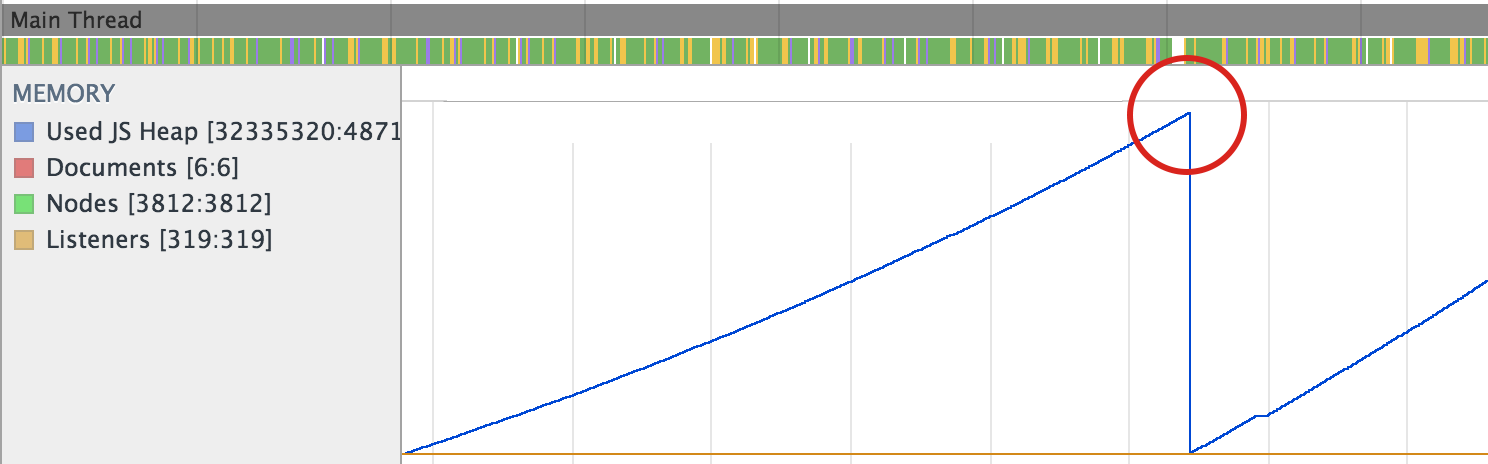 Main Thread
MEMORY
Used JS Heap [32335320:4871
Documents [6:6]
Nodes [3812:3812]
Listeners [319:319]